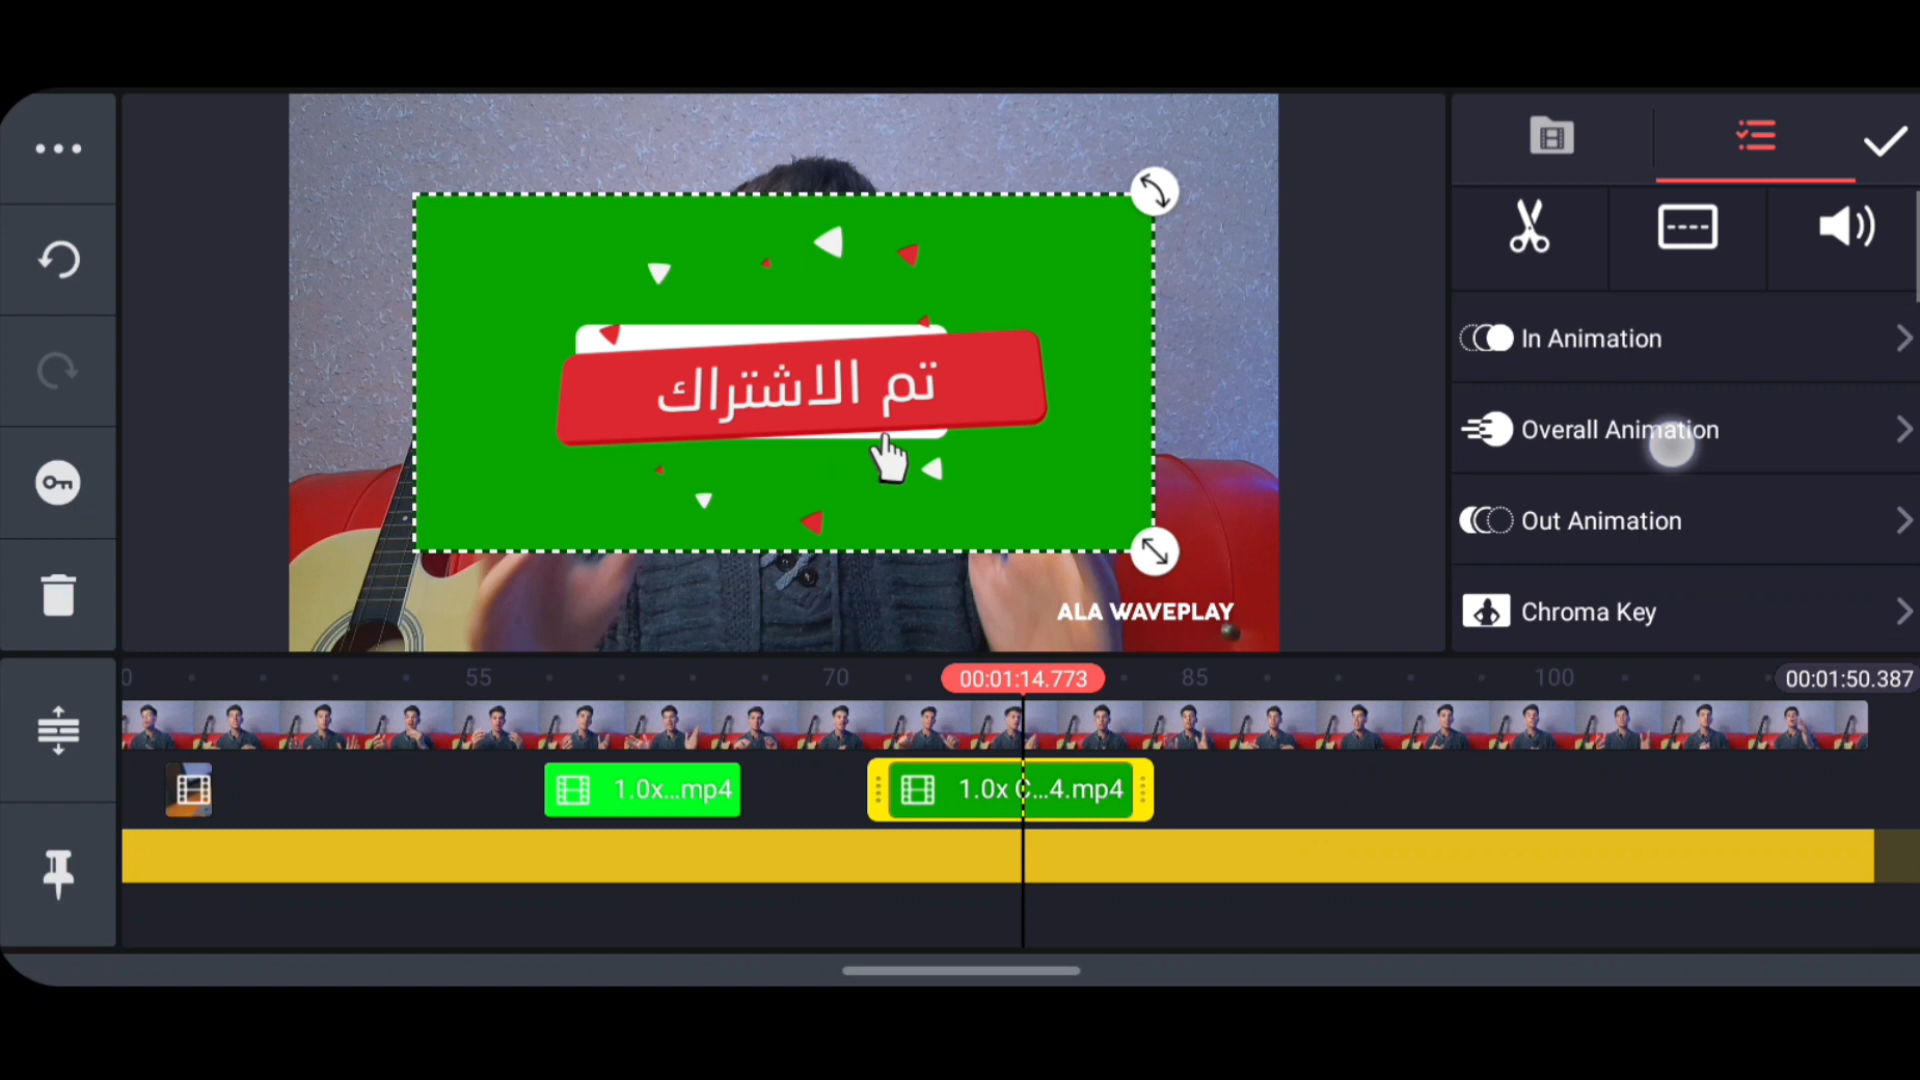 In Animation
تم الاشتراك
Overall Animation
Out Animation
ALA WAVEPLAY
Chroma Key
0
55
70
00:01:14.773
85
100
00:01:50.387
1.0x...mp4
1.0x C...4.mp4